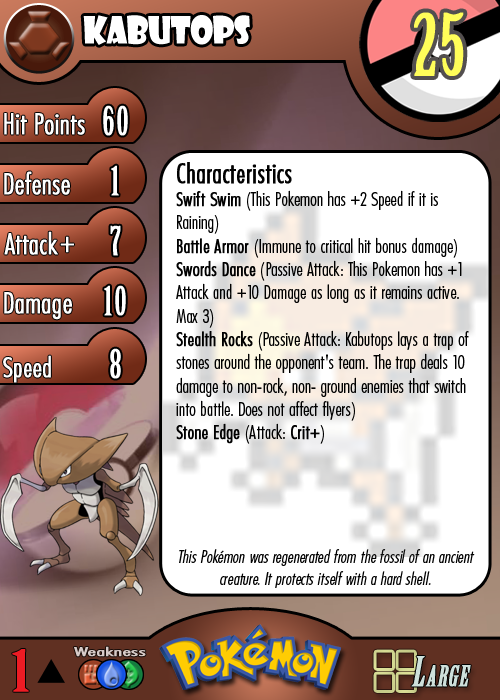 KABUTOPS
25
Hit Points 60
Defense 1
Attack+ 7
Damage 10
Speed 8
Characteristics
Swift Swim (This Pokemon has +2 Speed if it is
Raining)
Battle Armor (Immune to critical hit bonus damage)
Swords Dance (Passive Attack: This Pokemon has +1
Attack and +10 Damage as long as it remains active.
Max 3)
Stealth Rocks (Passive Attack: Kabutops lays a trap of
stones around the opponent's team. The trap deals 10
damage to non-rock, non- ground enemies that switch
into battle. Does not affect flyers)
Stone Edge (Attack: Crit+)
This Pokémon was regenerated from the fossil of an ancient
creature. It protects itself with a hard shell.
1
Weakness
POKéMON
LARGE